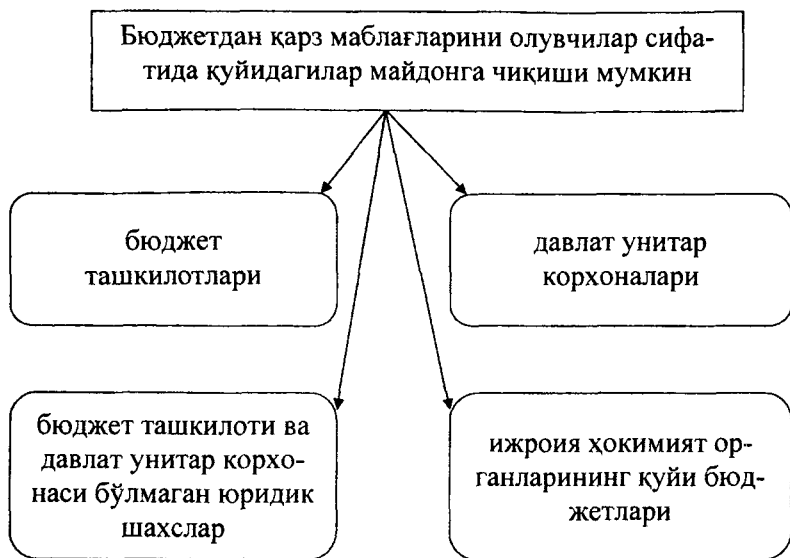 Бюджетдан қарз маблағларини олувчилар сифа-
тида қуйидагилар майдонга чиқиши мумкин
бюджет
ташкилотлари
давлат унитар
корхоналари
бюджет ташкилоти ва
давлат унитар корхо-
наси бўлмаган юридик
шахслар
ижроия ҳокимият ор-
ганларининг қуйи бюд-
жетлари